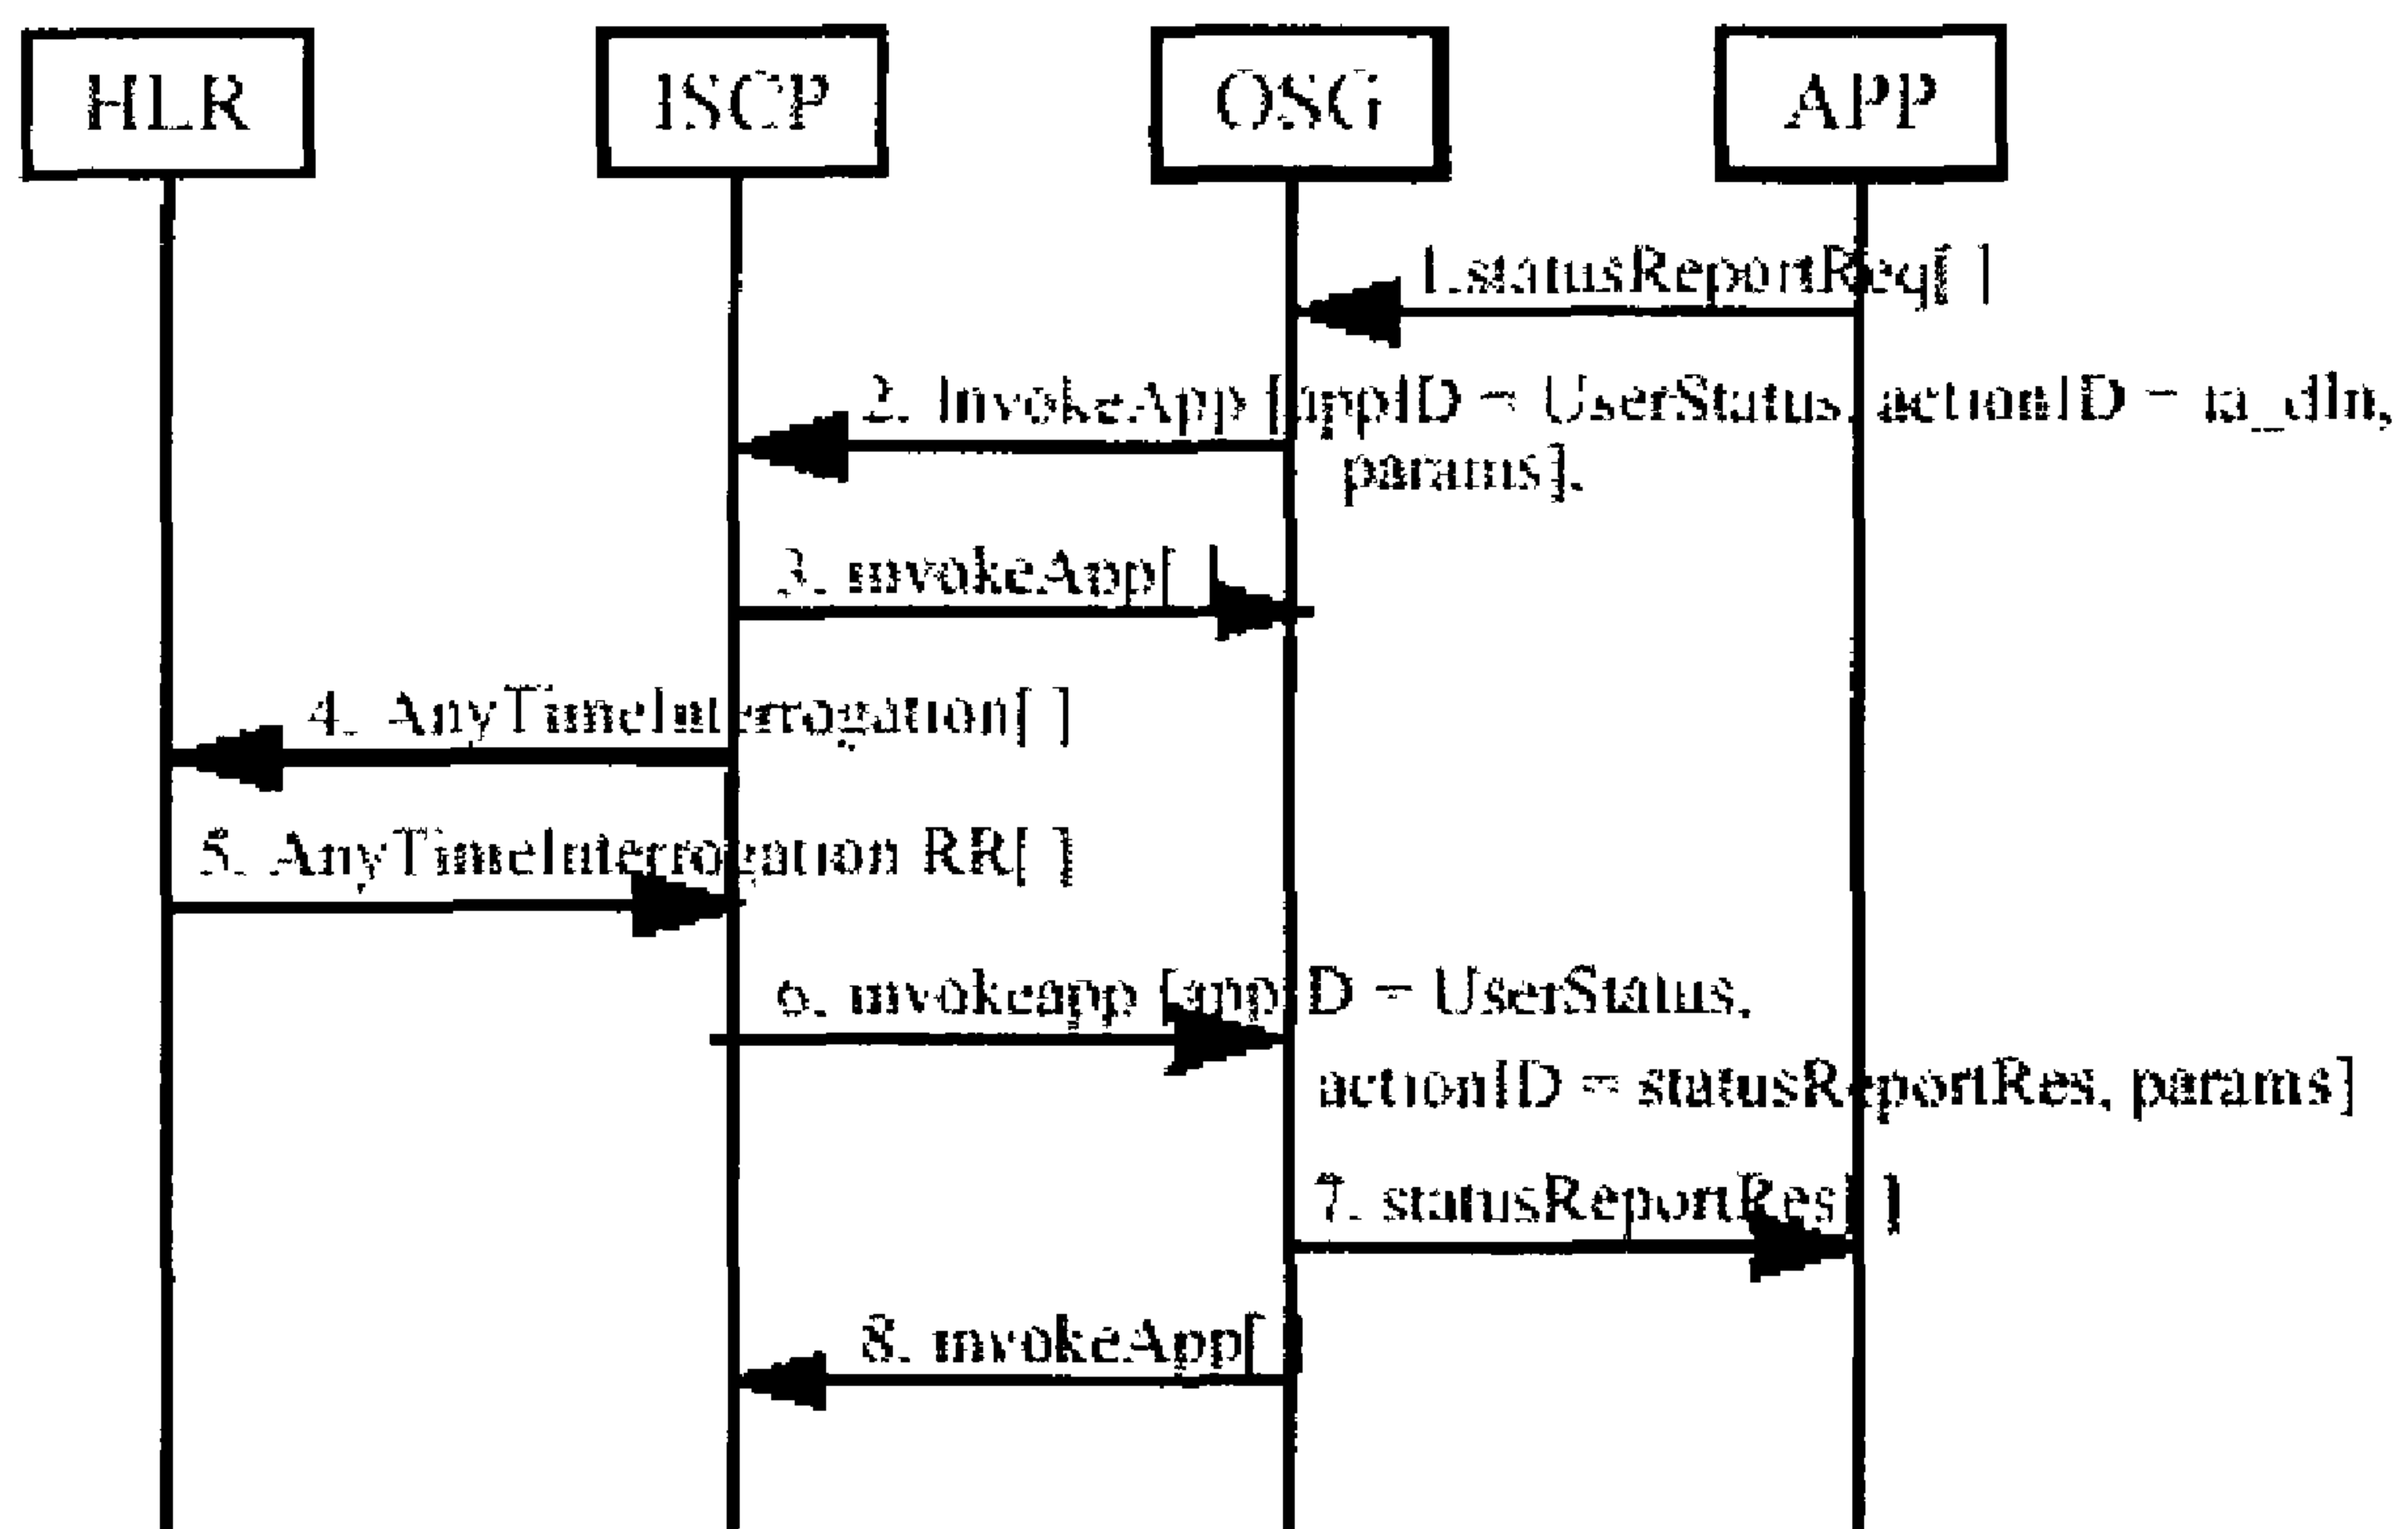 HLR
ISCP
OSG
APP
1.statusReportReq[ ]
2. InvokeApp [appID = UserStatus, actionID = ia_dln,
params].
3. invokeApp[ ]
4. AnyTimeInterrogation[ ]
5. AnyTimeInterrogation RR[ ]
6. invokeapp [appID = UserStatus,
actionID = statusReportRes, params]
7. statusReportRes[ ]
8. invokeApp[ ]